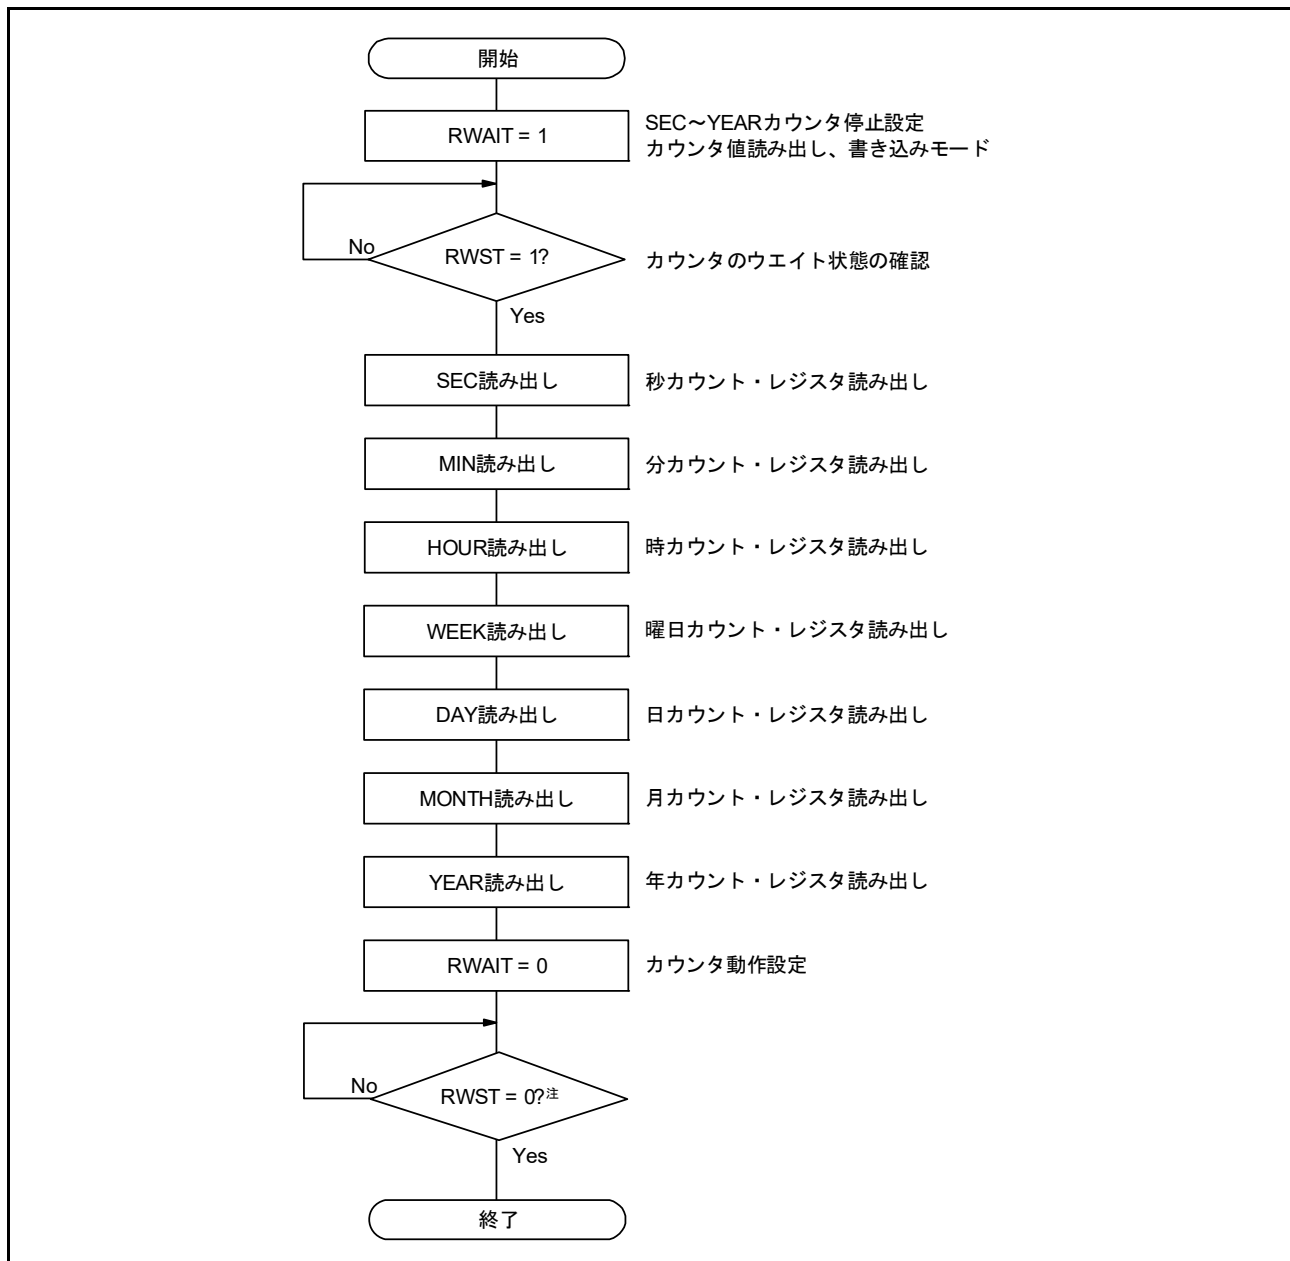 開始
RWAIT = 1
SEC～YEARカウンタ停止設定
カウンタ値読み出し、書き込みモード
No
RWST = 1?
カウンタのウエイト状態の確認
Yes
SEC読み出し
秒カウント・レジスタ読み出し
MIN読み出し
分カウント・レジスタ読み出し
HOUR読み出し
時カウント・レジスタ読み出し
WEEK読み出し
曜日カウント・レジスタ読み出し
DAY読み出し
日カウント・レジスタ読み出し
MONTH読み出し
月カウント・レジスタ読み出し
YEAR読み出し
年カウント・レジスタ読み出し
RWAIT = 0
カウンタ動作設定
No
RWST = 0?注
Yes
終了